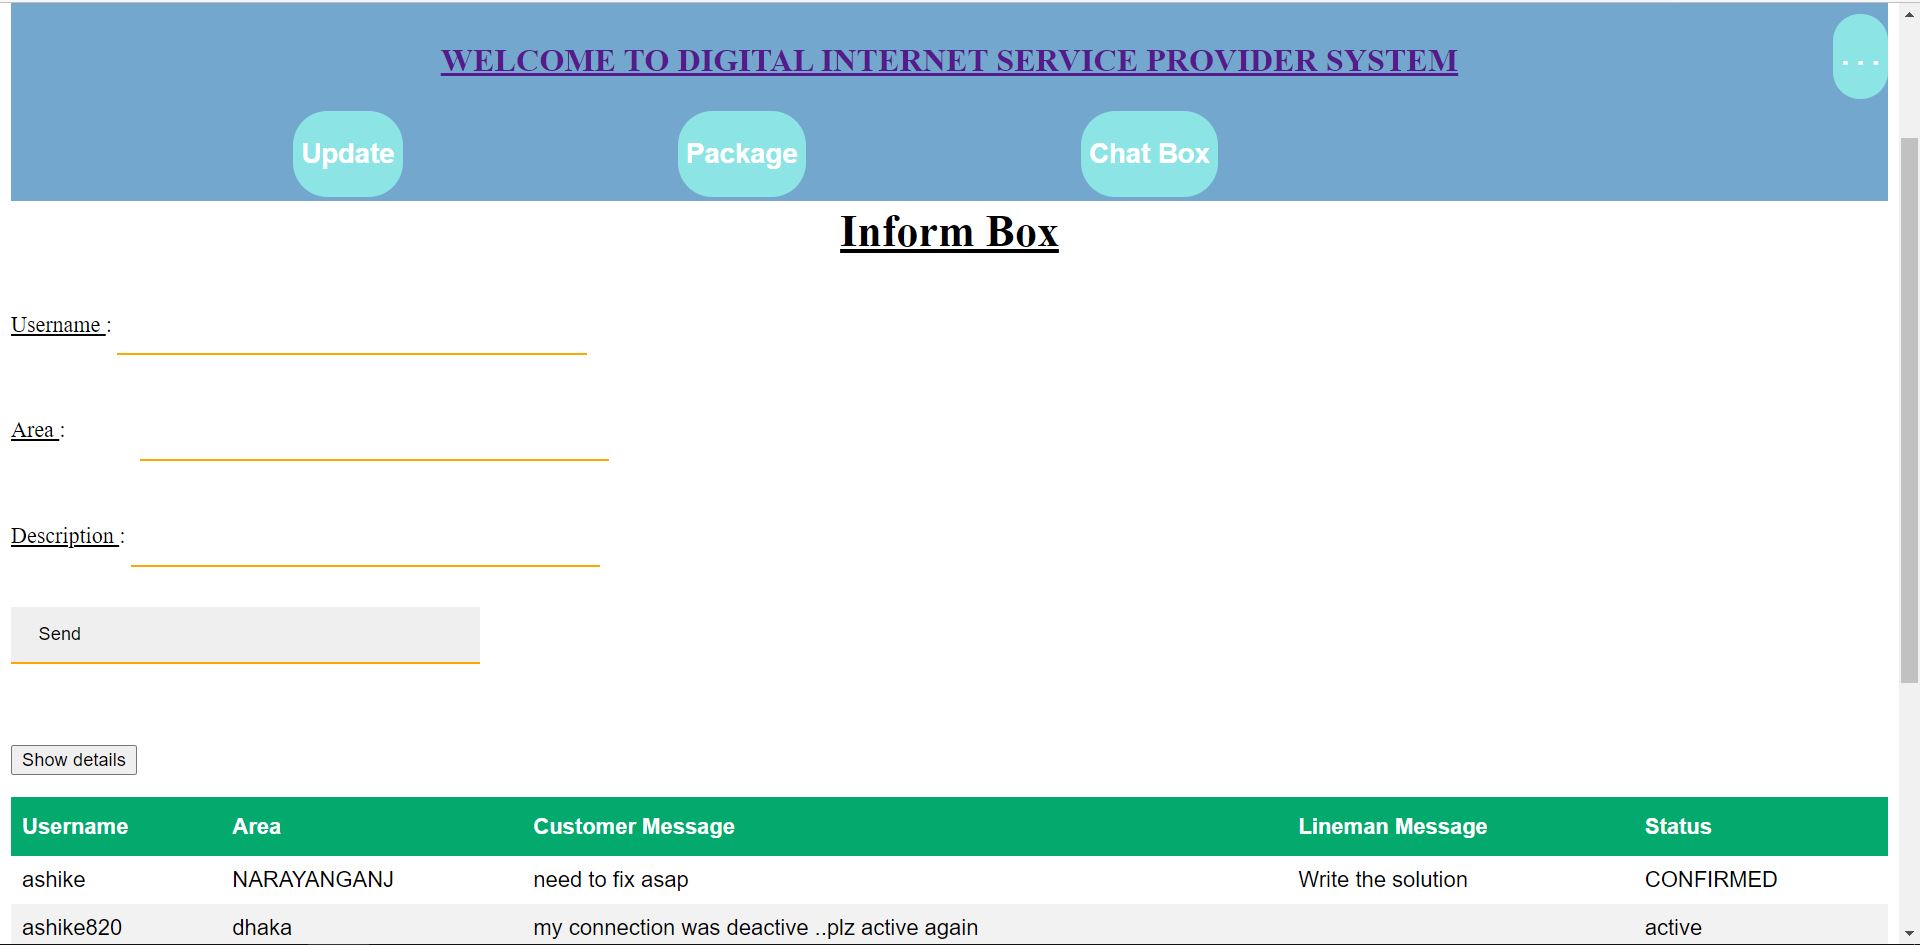 WELCOME TO DIGITAL INTERNET SERVICE PROVIDER SYSTEM
...
Update Package Chat Box
Inform Box
Username :
Area :
Description :
Send
Show details
Username Area Customer Message Lineman Message Status
ashike NARAYANGANJ need to fix asap Write the solution CONFIRMED
ashike820 dhaka my connection was deactive ..plz active again active